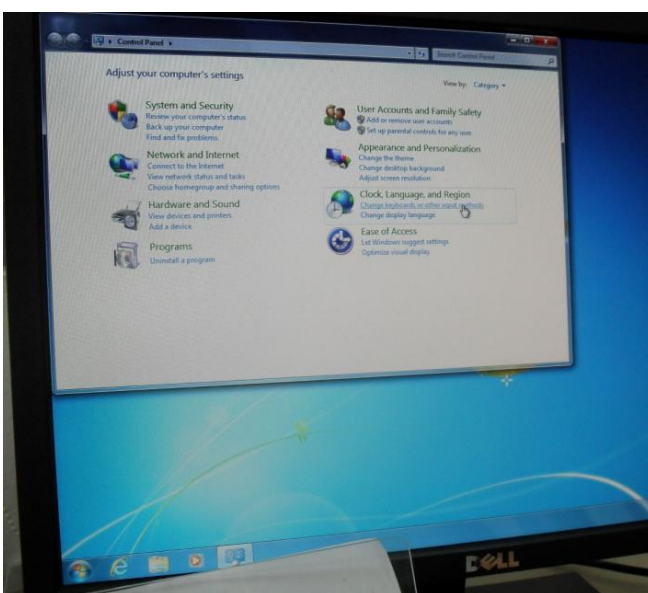 Control Panel
Search Control Panel
Adjust your computer's settings
View by: Category
System and Security
Review your computer's status
Back up your computer
Find and fix problems
Network and Internet
Connect to the Internet
View network status and tasks
Choose homegroup and sharing options
Hardware and Sound
View devices and printers
Add a device
Programs
Uninstall a program
User Accounts and Family Safety
Add or remove user accounts
Set up parental controls for any user
Appearance and Personalization
Change the theme
Change desktop background
Adjust screen resolution
Clock, Language, and Region
Change keyboards or other input methods
Change display language
Ease of Access
Let Windows suggest settings
Optimize visual display
DELL